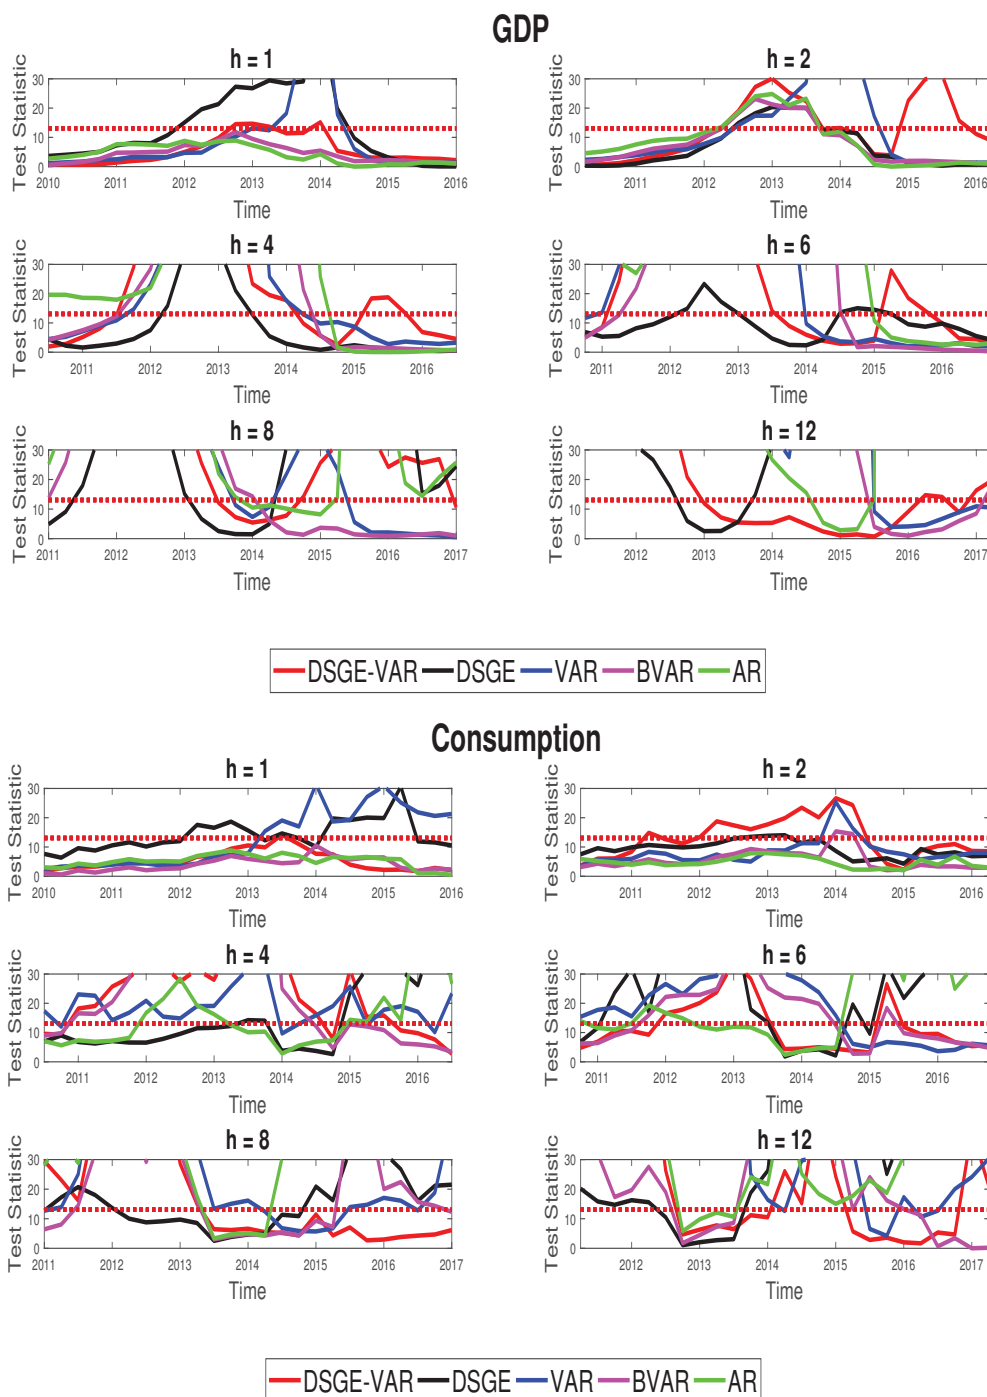 GDP
h = 1
Test Statistic
30
20
10
0
2010 2011 2012 2013 2014 2015 2016
Time
h = 2
Test Statistic
30
20
10
0
2011 2012 2013 2014 2015 2016
Time
h = 4
Test Statistic
30
20
10
0
2011 2012 2013 2014 2015 2016
Time
h = 6
Test Statistic
30
20
10
0
2011 2012 2013 2014 2015 2016
Time
h = 8
Test Statistic
30
20
10
0
2011 2012 2013 2014 2015 2016 2017
Time
h = 12
Test Statistic
30
20
10
0
2012 2013 2014 2015 2016 2017
Time
DSGE-VAR DSGE VAR BVAR AR
Consumption
h = 1
Test Statistic
30
20
10
0
2010 2011 2012 2013 2014 2015 2016
Time
h = 2
Test Statistic
30
20
10
0
2011 2012 2013 2014 2015 2016
Time
h = 4
Test Statistic
30
20
10
0
2011 2012 2013 2014 2015 2016
Time
h = 6
Test Statistic
30
20
10
0
2011 2012 2013 2014 2015 2016
Time
h = 8
Test Statistic
30
20
10
0
2011 2012 2013 2014 2015 2016 2017
Time
h = 12
Test Statistic
30
20
10
0
2012 2013 2014 2015 2016 2017
Time
DSGE-VAR DSGE VAR BVAR AR